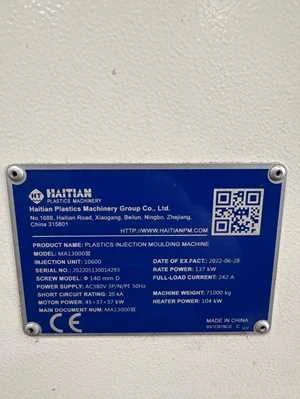 HT HAITIAN
PLASTICS MACHINERY
Haitian Plastics Machinery Group Co., Ltd.
No.1688, Haitian Road, Xiaogang, Beilun, Ningbo, Zhejiang,
China 315801
HTTP://WWW.HAITIANPM.COM
PRODUCT NAME: PLASTICS INJECTION MOULDING MACHINE
MODEL: MA13000Ⅲ
INJECTION UNIT: 10600 DATE OF EX.FACT: 2022-06-28
SERIAL NO.: RATE POWER: 137 kW
SCREW MODEL: Φ 140 mm D FULL-LOAD CURRENT: 242 A
POWER SUPPLY: AC380V 3P/N/PE 50Hz
SHORT CIRCUIT RATING: 20 kA MACHINE WEIGHT: 71000 kg
MOTOR POWER: 45+37+37 kW HEATER POWER: 104 kW
MAIN DOCUMENT: MA13000Ⅲ
CE MADE IN CHINA